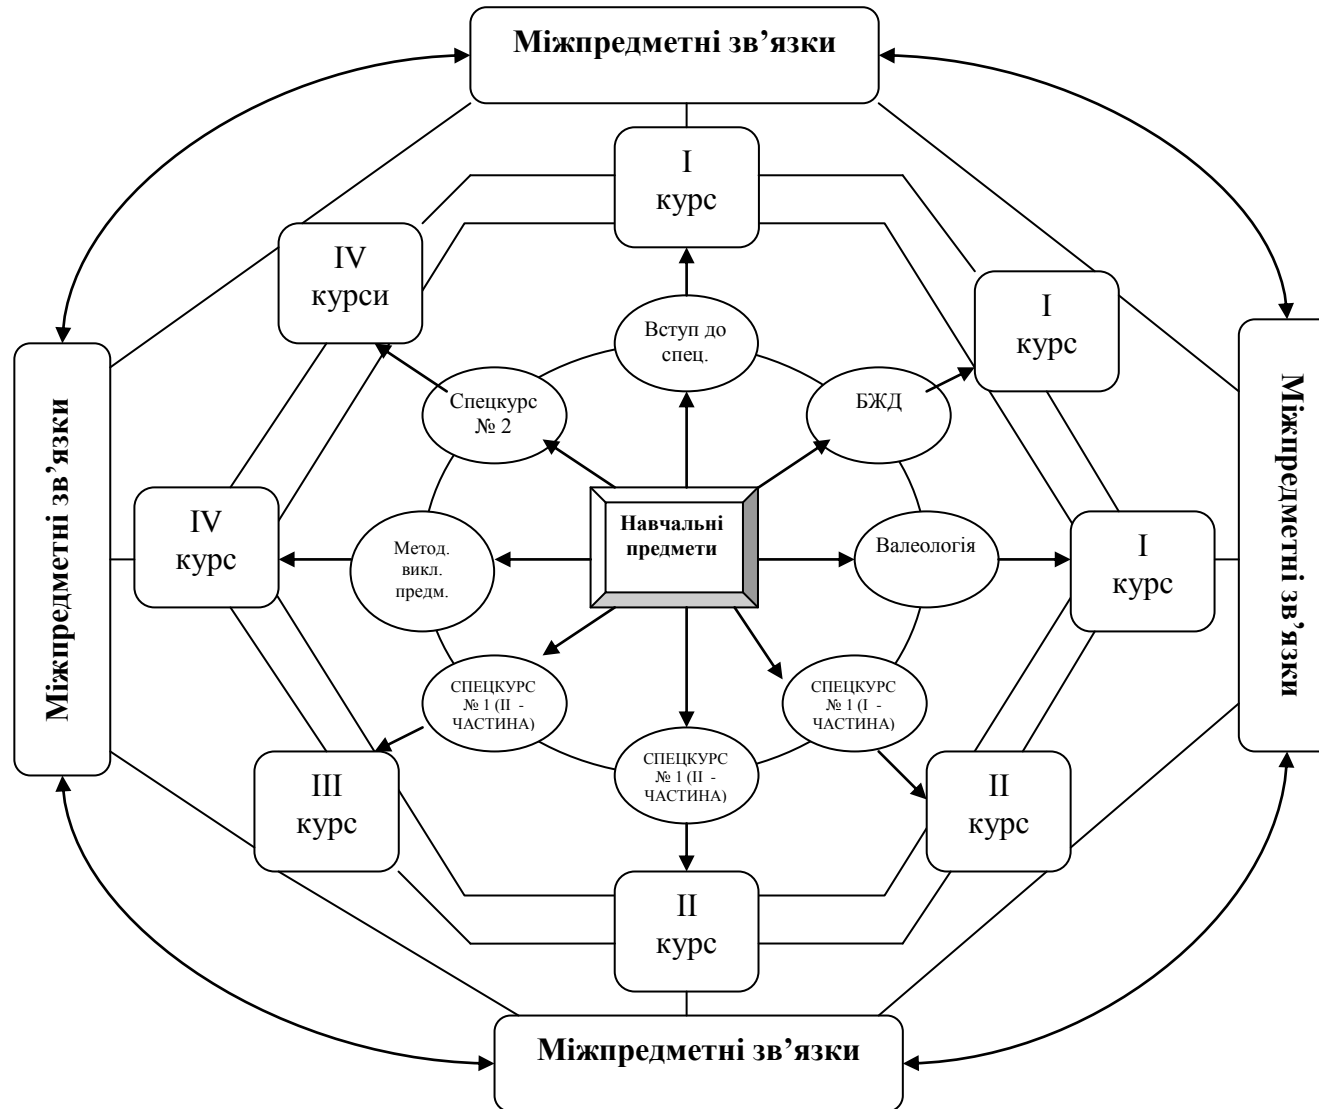 Міжпредметні зв’язки
I
курс
IV
курси
I
курс
Вступ до
спец.
Спецкурс
№ 2
БЖД
Міжпредметні зв’язки
Міжпредметні зв’язки
IV
курс
Метод.
викл.
предм.
Навчальні
предмети
Валеологія
I
курс
СПЕЦКУРС
№ 1 (II -
ЧАСТИНА)
СПЕЦКУРС
№ 1 (I -
ЧАСТИНА)
СПЕЦКУРС
№ 1 (II -
ЧАСТИНА)
III
курс
II
курс
II
курс
Міжпредметні зв’язки